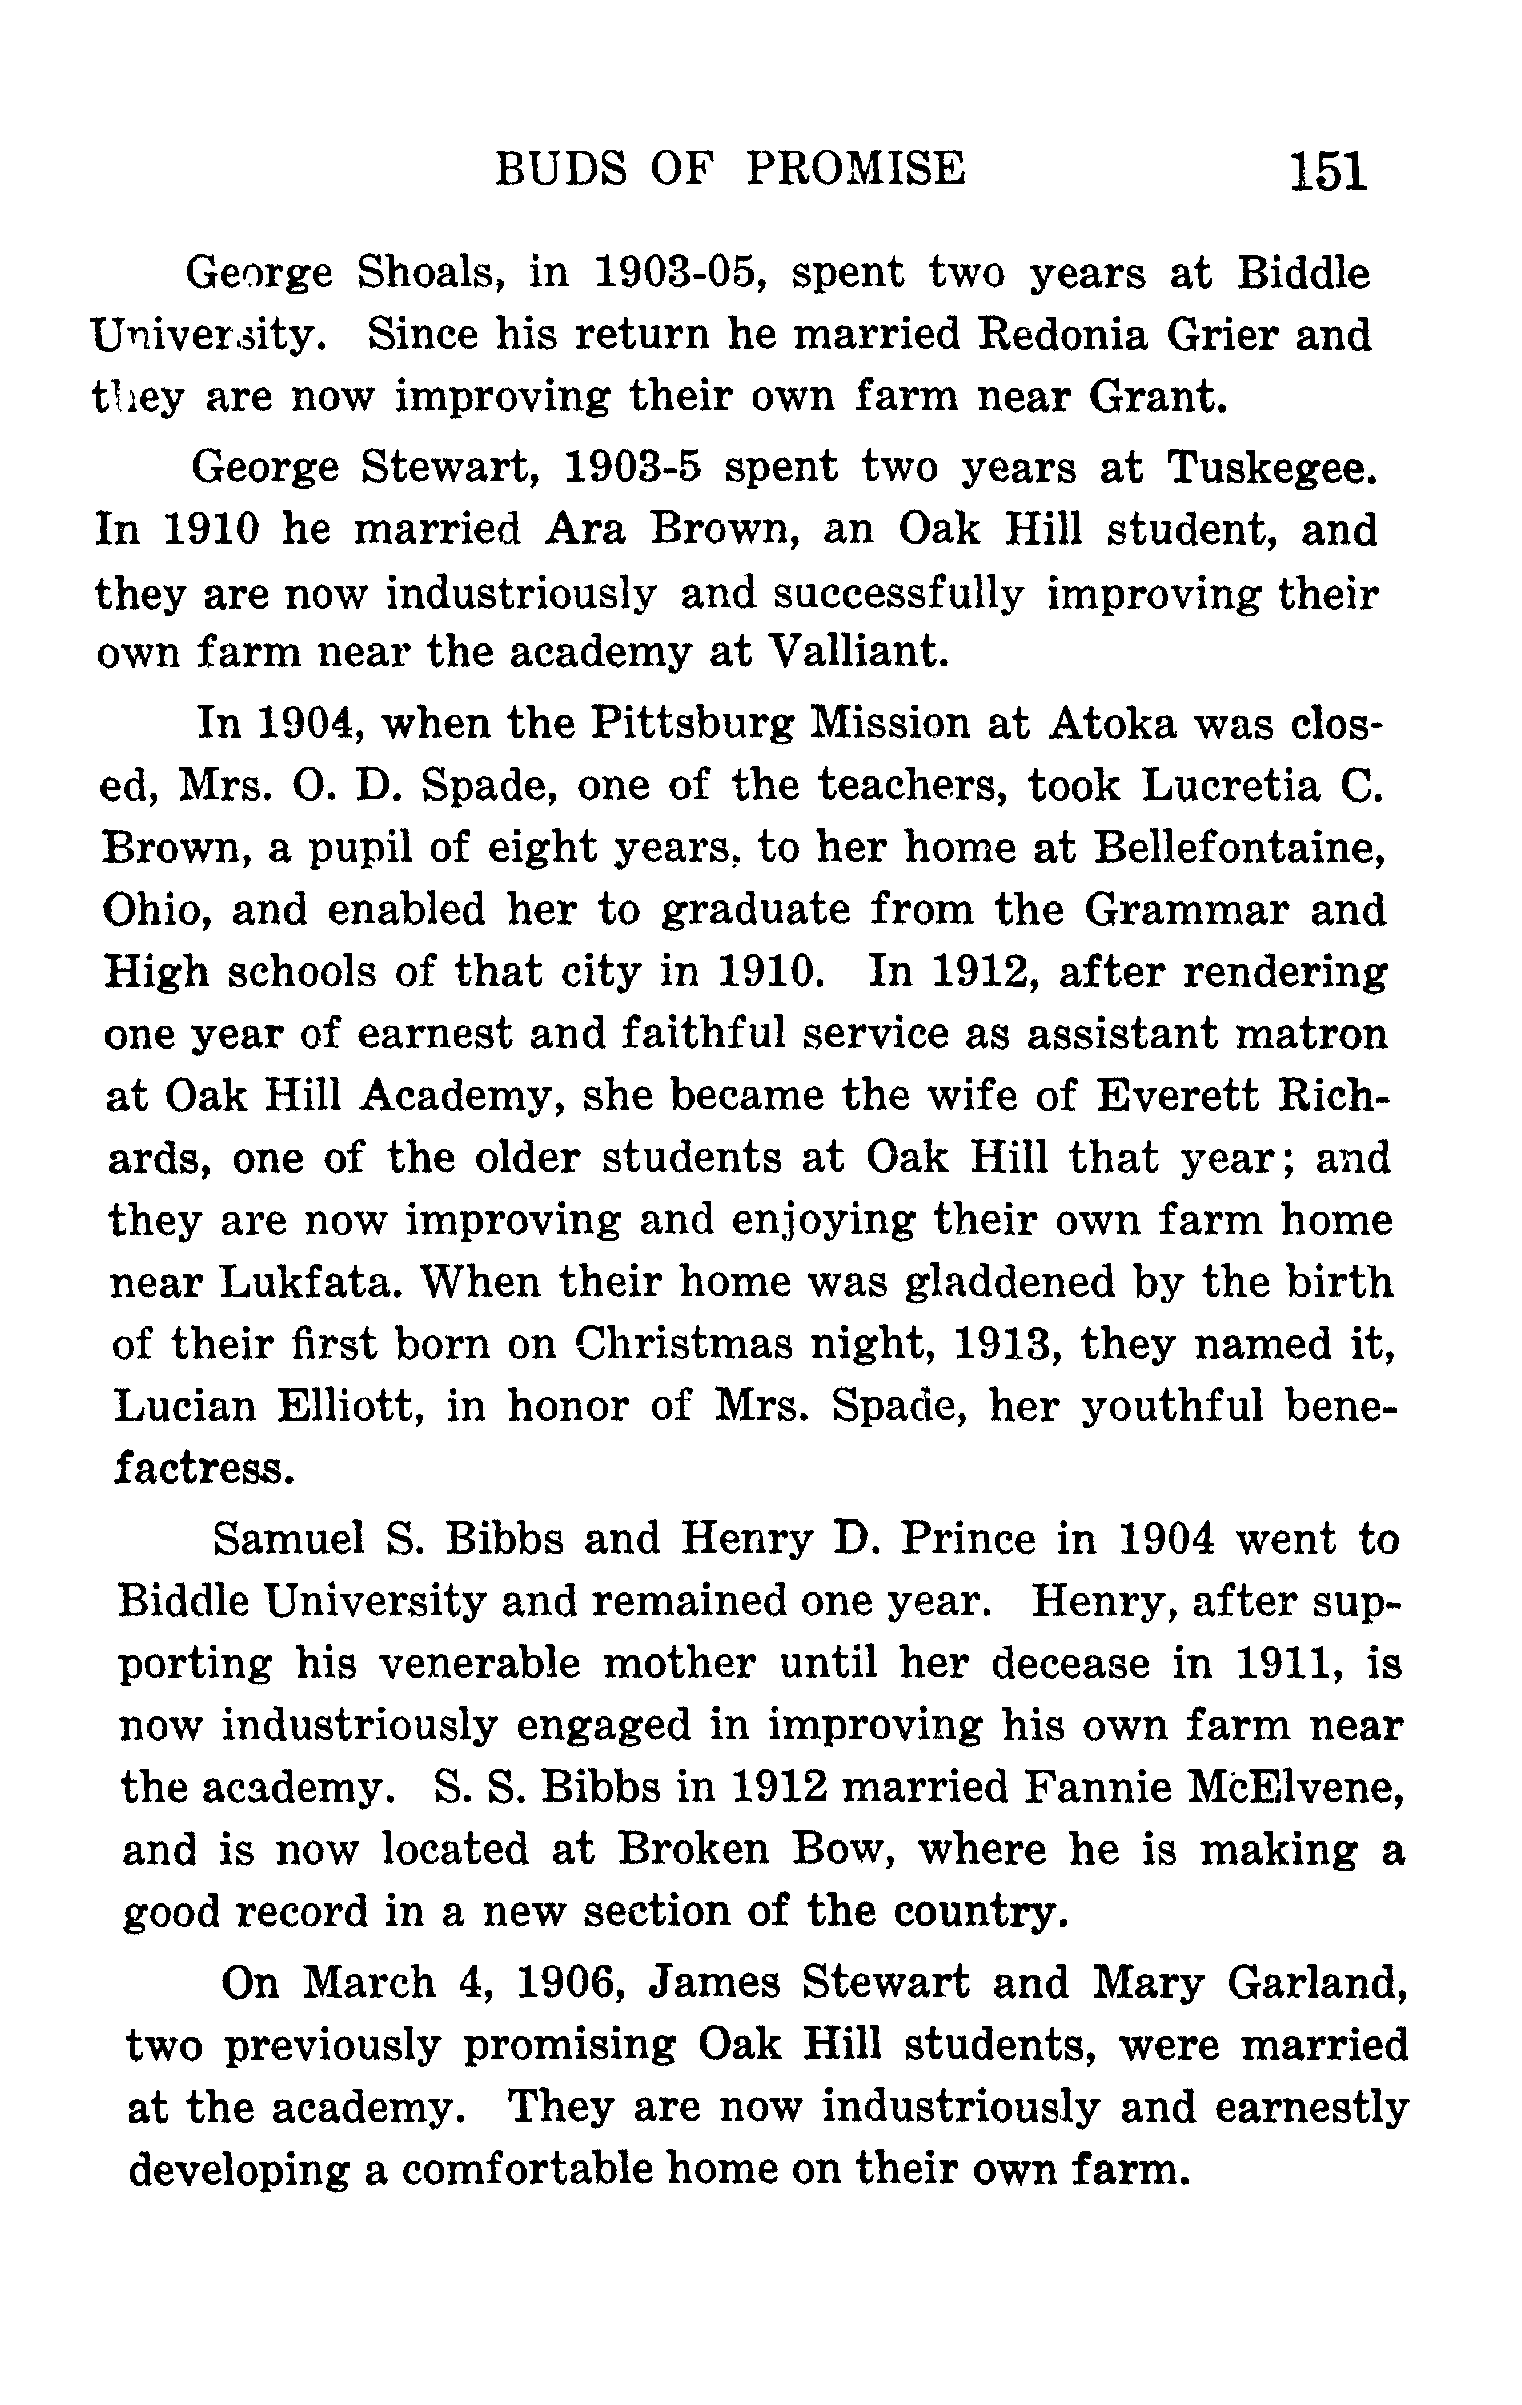 BUDS OF PROMISE 151
George Shoals, in 1903-05, spent two years at Biddle
University. Since his return he married Redonia Grier and
they are now improving their own farm near Grant.
George Stewart, 1903-5 spent two years at Tuskegee.
In 1910 he married Ara Brown, an Oak Hill student, and
they are now industriously and successfully improving their
own farm near the academy at Valliant.
In 1904, when the Pittsburg Mission at Atoka was clos-
ed, Mrs. O. D. Spade, one of the teachers, took Lucretia C.
Brown, a pupil of eight years, to her home at Bellefontaine,
Ohio, and enabled her to graduate from the Grammar and
High schools of that city in 1910. In 1912, after rendering
one year of earnest and faithful service as assistant matron
at Oak Hill Academy, she became the wife of Everett Rich-
ards, one of the older students at Oak Hill that year; and
they are now improving and enjoying their own farm home
near Lukfata. When their home was gladdened by the birth
of their first born on Christmas night, 1913, they named it,
Lucian Elliott, in honor of Mrs. Spade, her youthful bene-
factress.
Samuel S. Bibbs and Henry D. Prince in 1904 went to
Biddle University and remained one year. Henry, after sup-
porting his venerable mother until her decease in 1911, is
now industriously engaged in improving his own farm near
the academy. S. S. Bibbs in 1912 married Fannie McElvene,
and is now located at Broken Bow, where he is making a
good record in a new section of the country.
On March 4, 1906, James Stewart and Mary Garland,
two previously promising Oak Hill students, were married
at the academy. They are now industriously and earnestly
developing a comfortable home on their own farm.